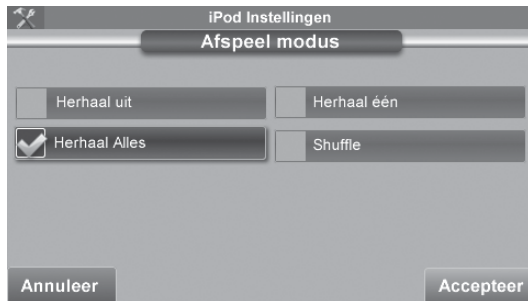 iPod Instellingen
Afspeel modus
Herhaal uit
Herhaal één
Herhaal Alles
Shuffle
Annuleer
Accepteer